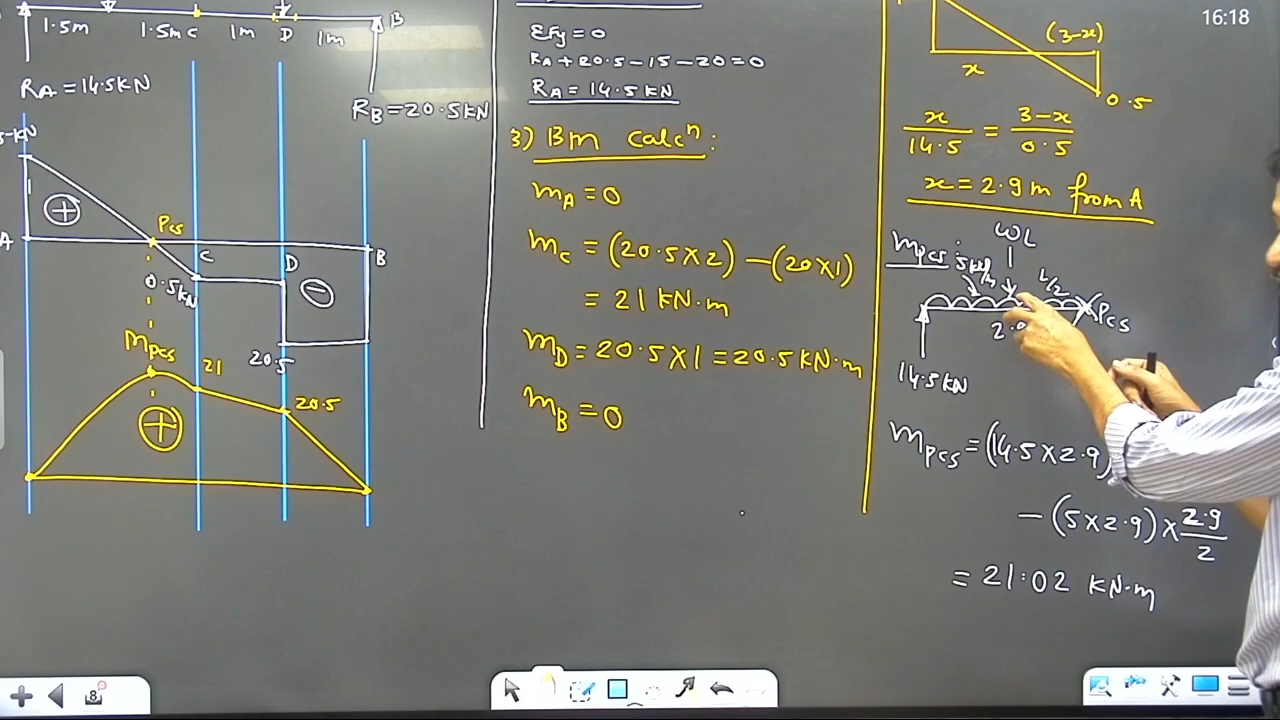 1.5m 1.5m C 1m D 1m B
RA = 14.5KN
RB = 20.5KN
A
Pcs
C
D
B
0.5KN
20.5
Mpcs
21
20.5
ΣFy = 0
RA + 20.5 - 15 - 20 = 0
RA = 14.5 KN
3) Bm calcⁿ:
mA = 0
mC = (20.5 × 2) - (20 × 1)
= 21 KN.m
mD = 20.5 × 1 = 20.5 KN.m
mB = 0
16:18
(3-x)
x
0.5
x/14.5 = 3-x/0.5
x = 2.9m from A
Mpcs:
WL
5KN/m
L/2
Pcs
14.5KN
Mpcs = (14.5 × 2.9)
- (5 × 2.9) × 2.9/2
= 21.02 KN.m
8